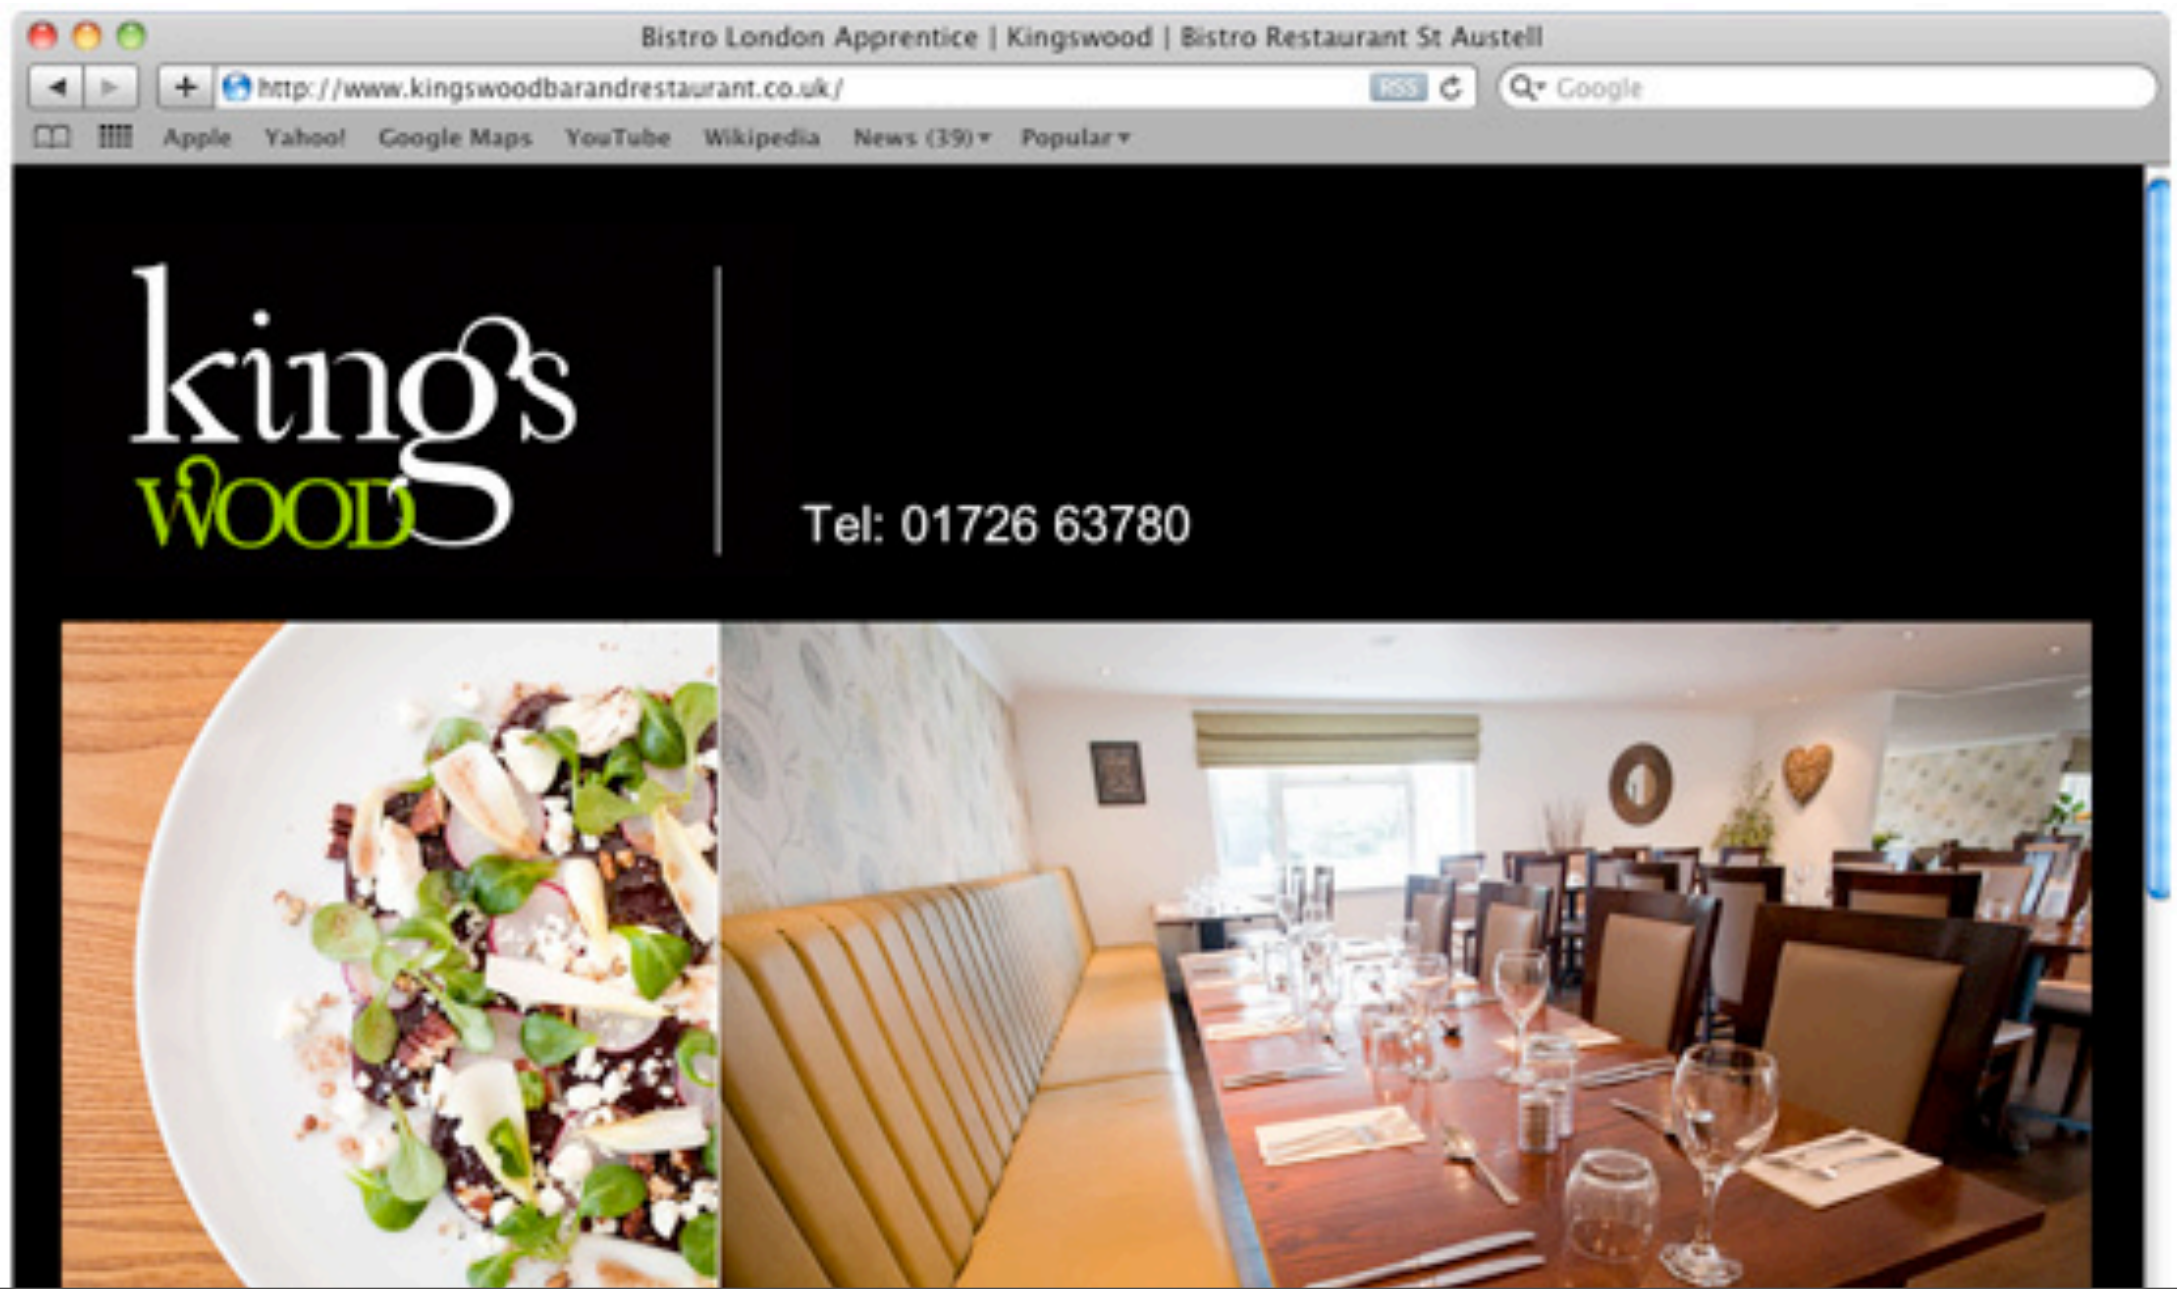 Bistro London Apprentice | Kingswood | Bistro Restaurant St Austell
http://www.kingswoodbarandrestaurant.co.uk/ RSS Google
Apple Yahoo! Google Maps YouTube Wikipedia News (39) Popular
king's
WOOD
Tel: 01726 63780